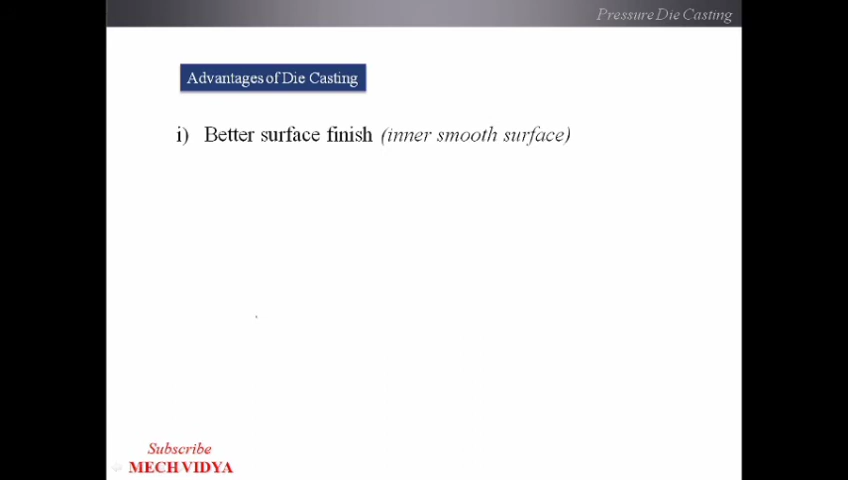 Pressure Die Casting
Advantages of Die Casting
i) Better surface finish (inner smooth surface)
Subscribe
MECH VIDYA